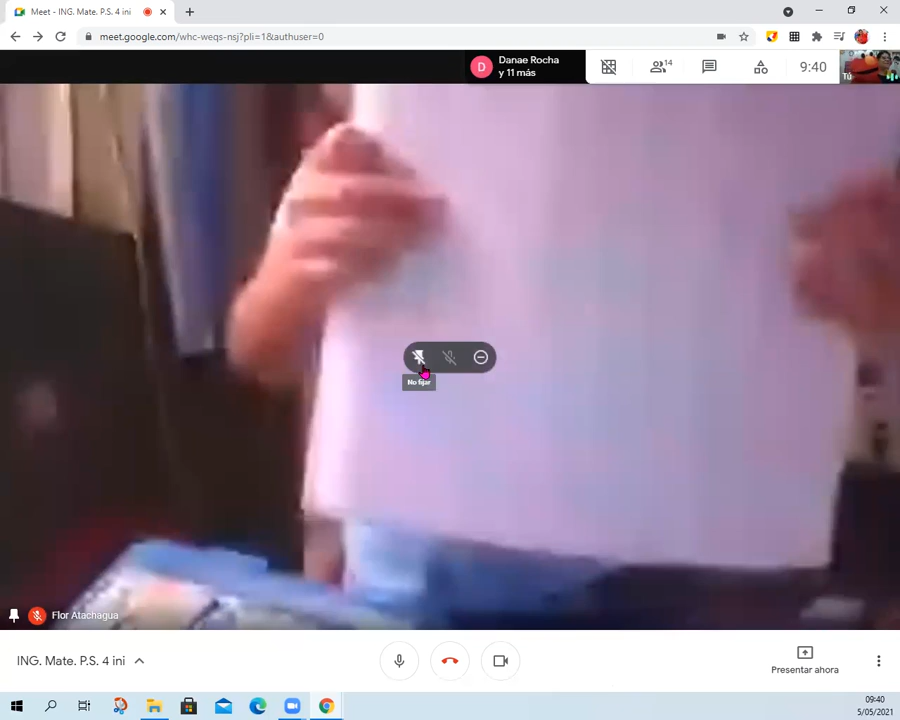 Meet - ING. Mate. P.S. 4 ini
meet.google.com/whc-weqs-nsj?pli=1&authuser=0
D
Danae Rocha
y 11 más
14
9:40
Tú
No fijar
Flor Atachagua
ING. Mate. P.S. 4 ini
Presentar ahora
09:40
5/05/2021